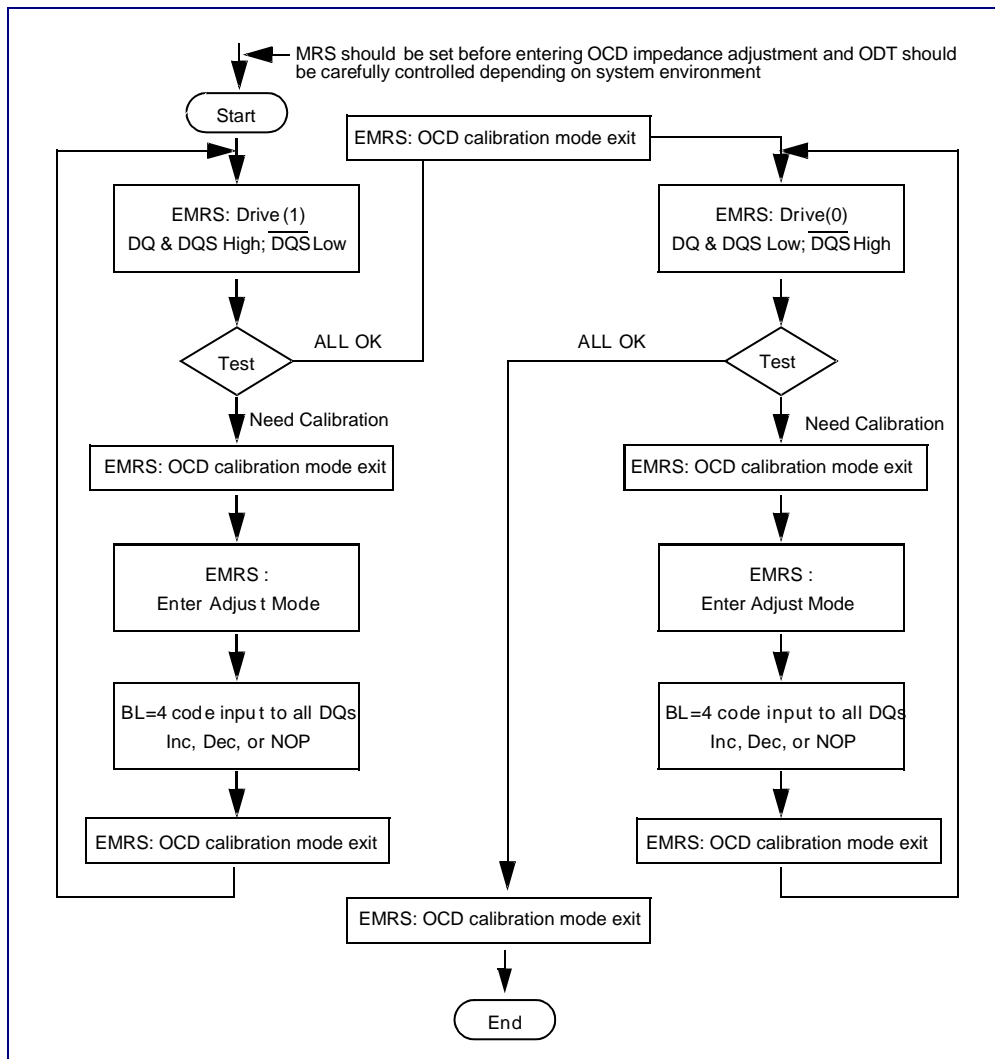 MRS should be set before entering OCD impedance adjustment and ODT should
be carefully controlled depending on system environment
Start
EMRS: OCD calibration mode exit
EMRS: Drive (1)
DQ & DQS High; D̅Q̅S̅ Low
Test
ALL OK
Need Calibration
EMRS: OCD calibration mode exit
EMRS :
Enter Adjust Mode
BL=4 code input to all DQs
Inc, Dec, or NOP
EMRS: OCD calibration mode exit
EMRS: Drive(0)
DQ & DQS Low; D̅Q̅S̅ High
ALL OK
Test
Need Calibration
EMRS: OCD calibration mode exit
EMRS :
Enter Adjust Mode
BL=4 code input to all DQs
Inc, Dec, or NOP
EMRS: OCD calibration mode exit
EMRS: OCD calibration mode exit
End